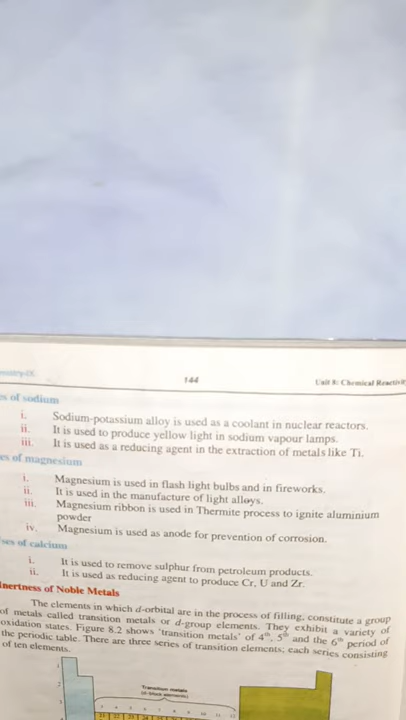 144
Unit 8: Chemical Reactivity
of sodium
i. Sodium-potassium alloy is used as a coolant in nuclear reactors.
ii. It is used to produce yellow light in sodium vapour lamps.
iii. It is used as a reducing agent in the extraction of metals like Ti.
of magnesium
i. Magnesium is used in flash light bulbs and in fireworks.
ii. It is used in the manufacture of light alloys.
iii. Magnesium ribbon is used in Thermite process to ignite aluminium
powder
iv. Magnesium is used as anode for prevention of corrosion.
ses of calcium
i. It is used to remove sulphur from petroleum products.
ii. It is used as reducing agent to produce Cr, U and Zr.
Inertness of Noble Metals
The elements in which d-orbital are in the process of filling, constitute a group
of metals called transition metals or d-group elements. They exhibit a variety of
oxidation states. Figure 8.2 shows 'transition metals' of 4th, 5th and the 6th period of
the periodic table. There are three series of transition elements, each series consisting
of ten elements.
Transition metals
(d-block elements)